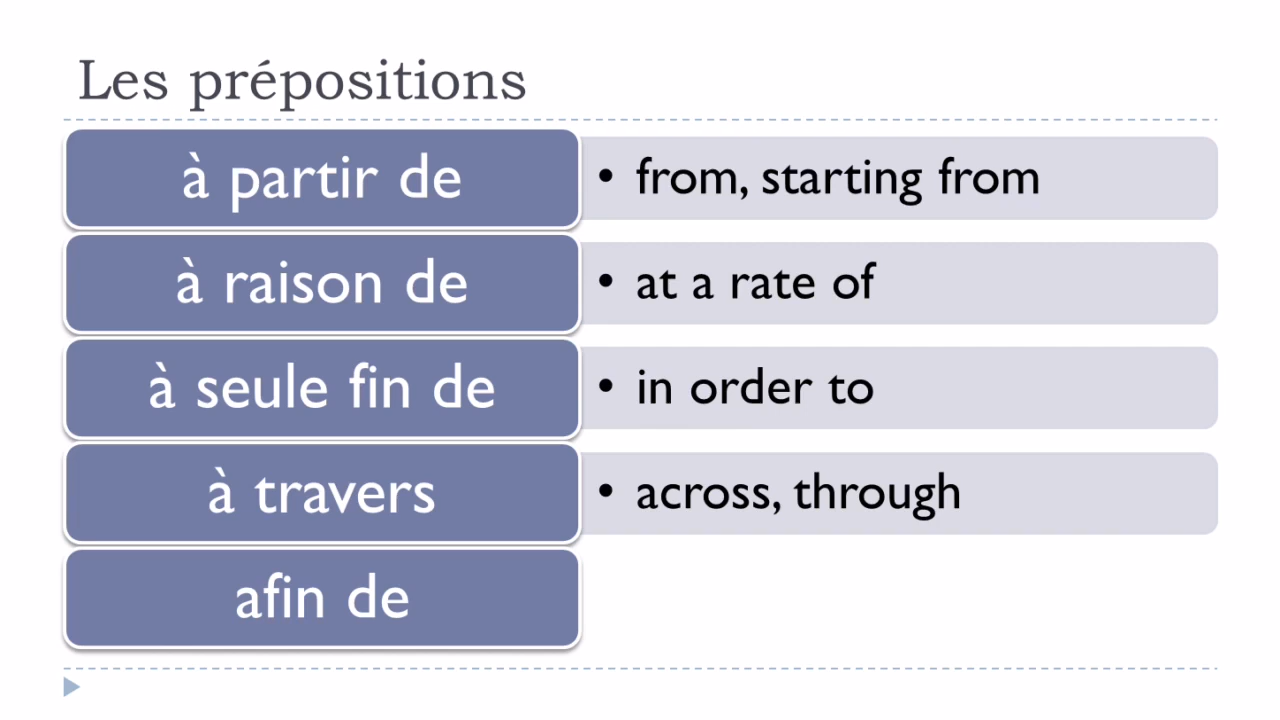 Les prépositions
à partir de
• from, starting from
à raison de
• at a rate of
à seule fin de
• in order to
à travers
• across, through
afin de